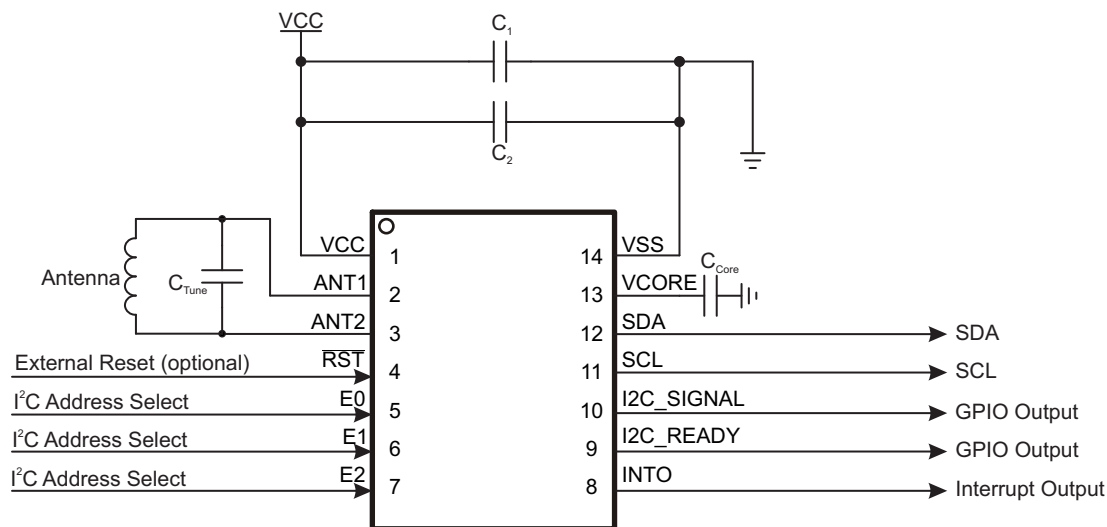 VCC
C₁
C₂
VCC 1 14 VSS
Antenna
C_Tune
ANT1 2 13 VCORE
C_Core
ANT2 3 12 SDA SDA
External Reset (optional) RST 4 11 SCL SCL
I²C Address Select E0 5 10 I2C_SIGNAL GPIO Output
I²C Address Select E1 6 9 I2C_READY GPIO Output
I²C Address Select E2 7 8 INTO Interrupt Output